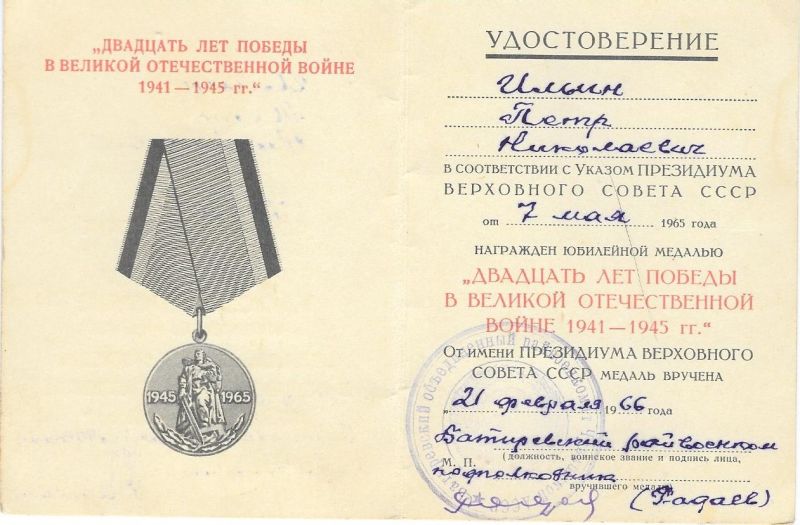 „ДВАДЦАТЬ ЛЕТ ПОБЕДЫ
В ВЕЛИКОЙ ОТЕЧЕСТВЕННОЙ ВОЙНЕ
1941—1945 гг.“
1945 1965
УДОСТОВЕРЕНИЕ
Ильин
Петр
Николаевич
В СООТВЕТСТВИИ С УКАЗОМ ПРЕЗИДИУМА
ВЕРХОВНОГО СОВЕТА СССР
от 7 мая 1965 года
НАГРАЖДЕН ЮБИЛЕЙНОЙ МЕДАЛЬЮ
„ДВАДЦАТЬ ЛЕТ ПОБЕДЫ
В ВЕЛИКОЙ ОТЕЧЕСТВЕННОЙ
ВОЙНЕ 1941—1945 гг.“
От имени ПРЕЗИДИУМА ВЕРХОВНОГО
СОВЕТА СССР МЕДАЛЬ ВРУЧЕНА
„21 февраля 1966 года
Батыревский райвоенком
М. П. (должность, воинское звание и подпись лица,
подполковник
вручившего медаль)
(Фадеев)